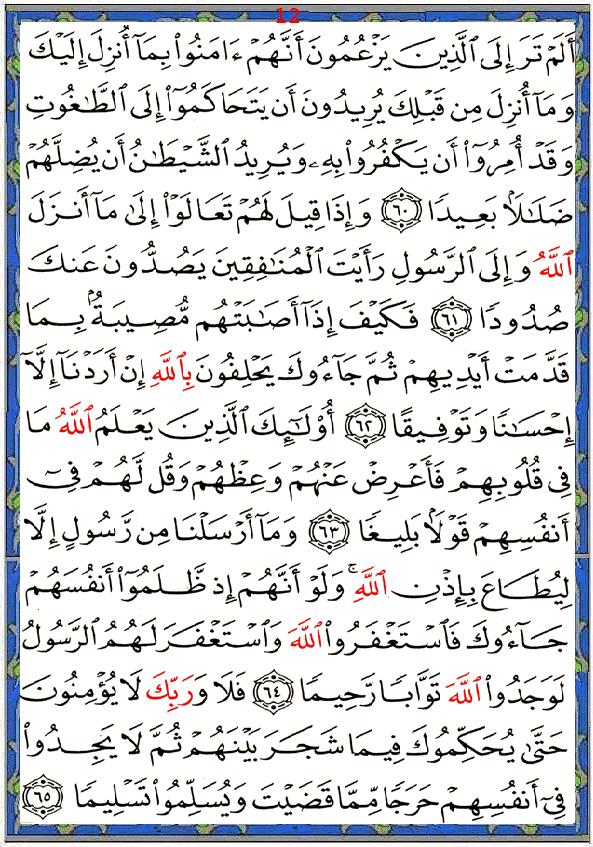 12
أَلَمْ تَرَ إِلَى ٱلَّذِينَ يَزْعُمُونَ أَنَّهُمْ ءَامَنُوا۟ بِمَآ أُنزِلَ إِلَيْكَ
وَمَآ أُنزِلَ مِن قَبْلِكَ يُرِيدُونَ أَن يَتَحَاكَمُوٓا۟ إِلَى ٱلطَّـٰغُوتِ
وَقَدْ أُمِرُوٓا۟ أَن يَكْفُرُوا۟ بِهِۦ وَيُرِيدُ ٱلشَّيْطَـٰنُ أَن يُضِلَّهُمْ
ضَلَـٰلًۢا بَعِيدًا ٦٠ وَإِذَا قِيلَ لَهُمْ تَعَالَوْا۟ إِلَىٰ مَآ أَنزَلَ
ٱللَّهُ وَإِلَى ٱلرَّسُولِ رَأَيْتَ ٱلْمُنَـٰفِقِينَ يَصُدُّونَ عَنكَ
صُدُودًا ٦١ فَكَيْفَ إِذَآ أَصَـٰبَتْهُم مُّصِيبَةٌۢ بِمَا
قَدَّمَتْ أَيْدِيهِمْ ثُمَّ جَآءُوكَ يَحْلِفُونَ بِٱللَّهِ إِنْ أَرَدْنَآ إِلَّآ
إِحْسَـٰنًا وَتَوْفِيقًا ٦٢ أُو۟لَـٰٓئِكَ ٱلَّذِينَ يَعْلَمُ ٱللَّهُ مَا
فِى قُلُوبِهِمْ فَأَعْرِضْ عَنْهُمْ وَعِظْهُمْ وَقُل لَّهُمْ فِىٓ
أَنفُسِهِمْ قَوْلًۢا بَلِيغًا ٦٣ وَمَآ أَرْسَلْنَا مِن رَّسُولٍ إِلَّا
لِيُطَاعَ بِإِذْنِ ٱللَّهِ ۚ وَلَوْ أَنَّهُمْ إِذ ظَّلَمُوٓا۟ أَنفُسَهُمْ
جَآءُوكَ فَٱسْتَغْفَرُوا۟ ٱللَّهَ وَٱسْتَغْفَرَ لَهُمُ ٱلرَّسُولُ
لَوَجَدُوا۟ ٱللَّهَ تَوَّابًا رَّحِيمًا ٦٤ فَلَا وَرَبِّكَ لَا يُؤْمِنُونَ
حَتَّىٰ يُحَكِّمُوكَ فِيمَا شَجَرَ بَيْنَهُمْ ثُمَّ لَا يَجِدُوا۟
فِىٓ أَنفُسِهِمْ حَرَجًا مِّمَّا قَضَيْتَ وَيُسَلِّمُوا۟ تَسْلِيمًا ٦٥